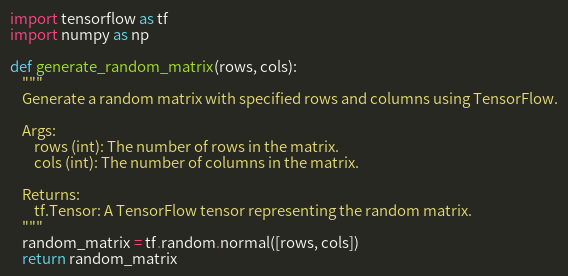 import tensorflow as tf
import numpy as np

def generate_random_matrix(rows, cols):
    """
    Generate a random matrix with specified rows and columns using TensorFlow.

    Args:
        rows (int): The number of rows in the matrix.
        cols (int): The number of columns in the matrix.

    Returns:
        tf.Tensor: A TensorFlow tensor representing the random matrix.
    """
    random_matrix = tf.random.normal([rows, cols])
    return random_matrix